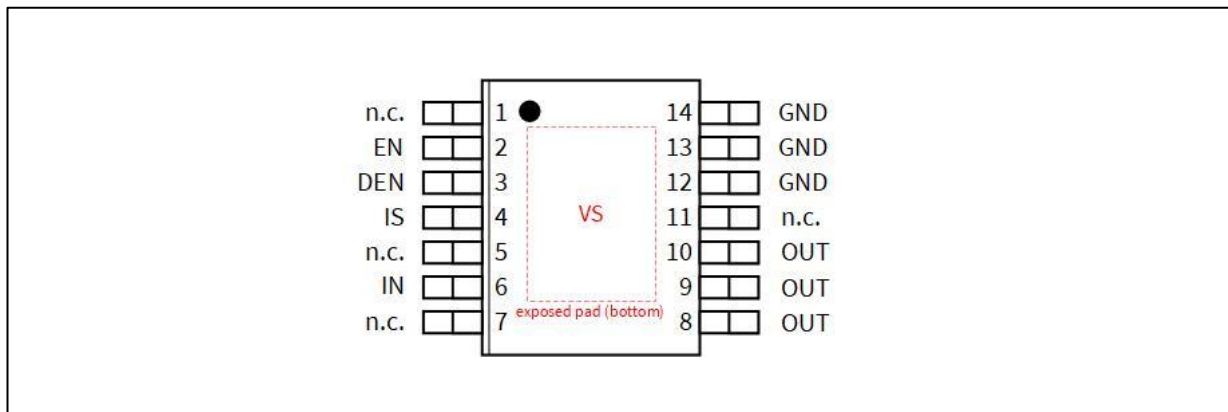 n.c. 1 14 GND
EN 2 13 GND
DEN 3 12 GND
IS 4 VS 11 n.c.
n.c. 5 10 OUT
IN 6 9 OUT
n.c. 7 exposed pad (bottom) 8 OUT